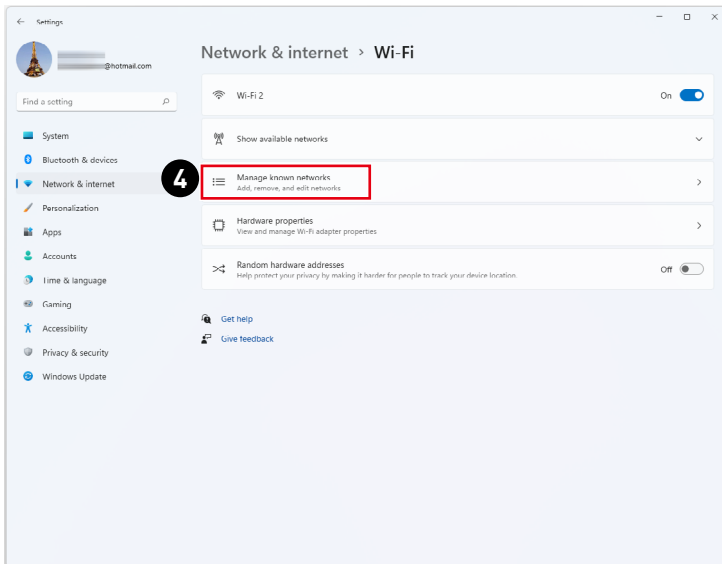 Settings
@hotmail.com
Find a setting
System
Bluetooth & devices
Network & internet
Personalization
Apps
Accounts
Time & language
Gaming
Accessibility
Privacy & security
Windows Update
Network & internet > Wi-Fi
Wi-Fi 2
On
Show available networks
4
Manage known networks
Add, remove, and edit networks
Hardware properties
View and manage Wi-Fi adapter properties
Random hardware addresses
Help protect your privacy by making it harder for people to track your device location.
Off
Get help
Give feedback